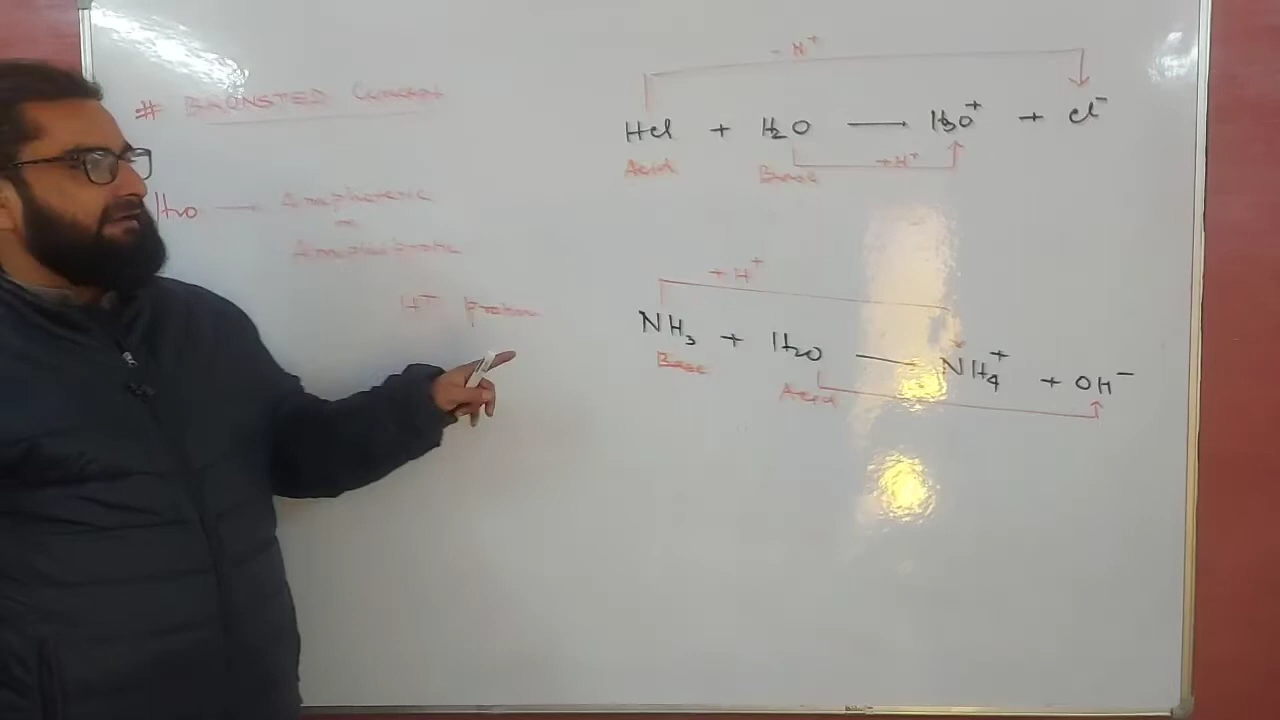 # BRONSTED Concept
H2O → Amphoteric
or
Amphiprotic
H+ proton
- H+
HCl + H2O → H3O+ + Cl-
Acid Base +H+
+ H+
NH3 + H2O → NH4+ + OH-
Base Acid